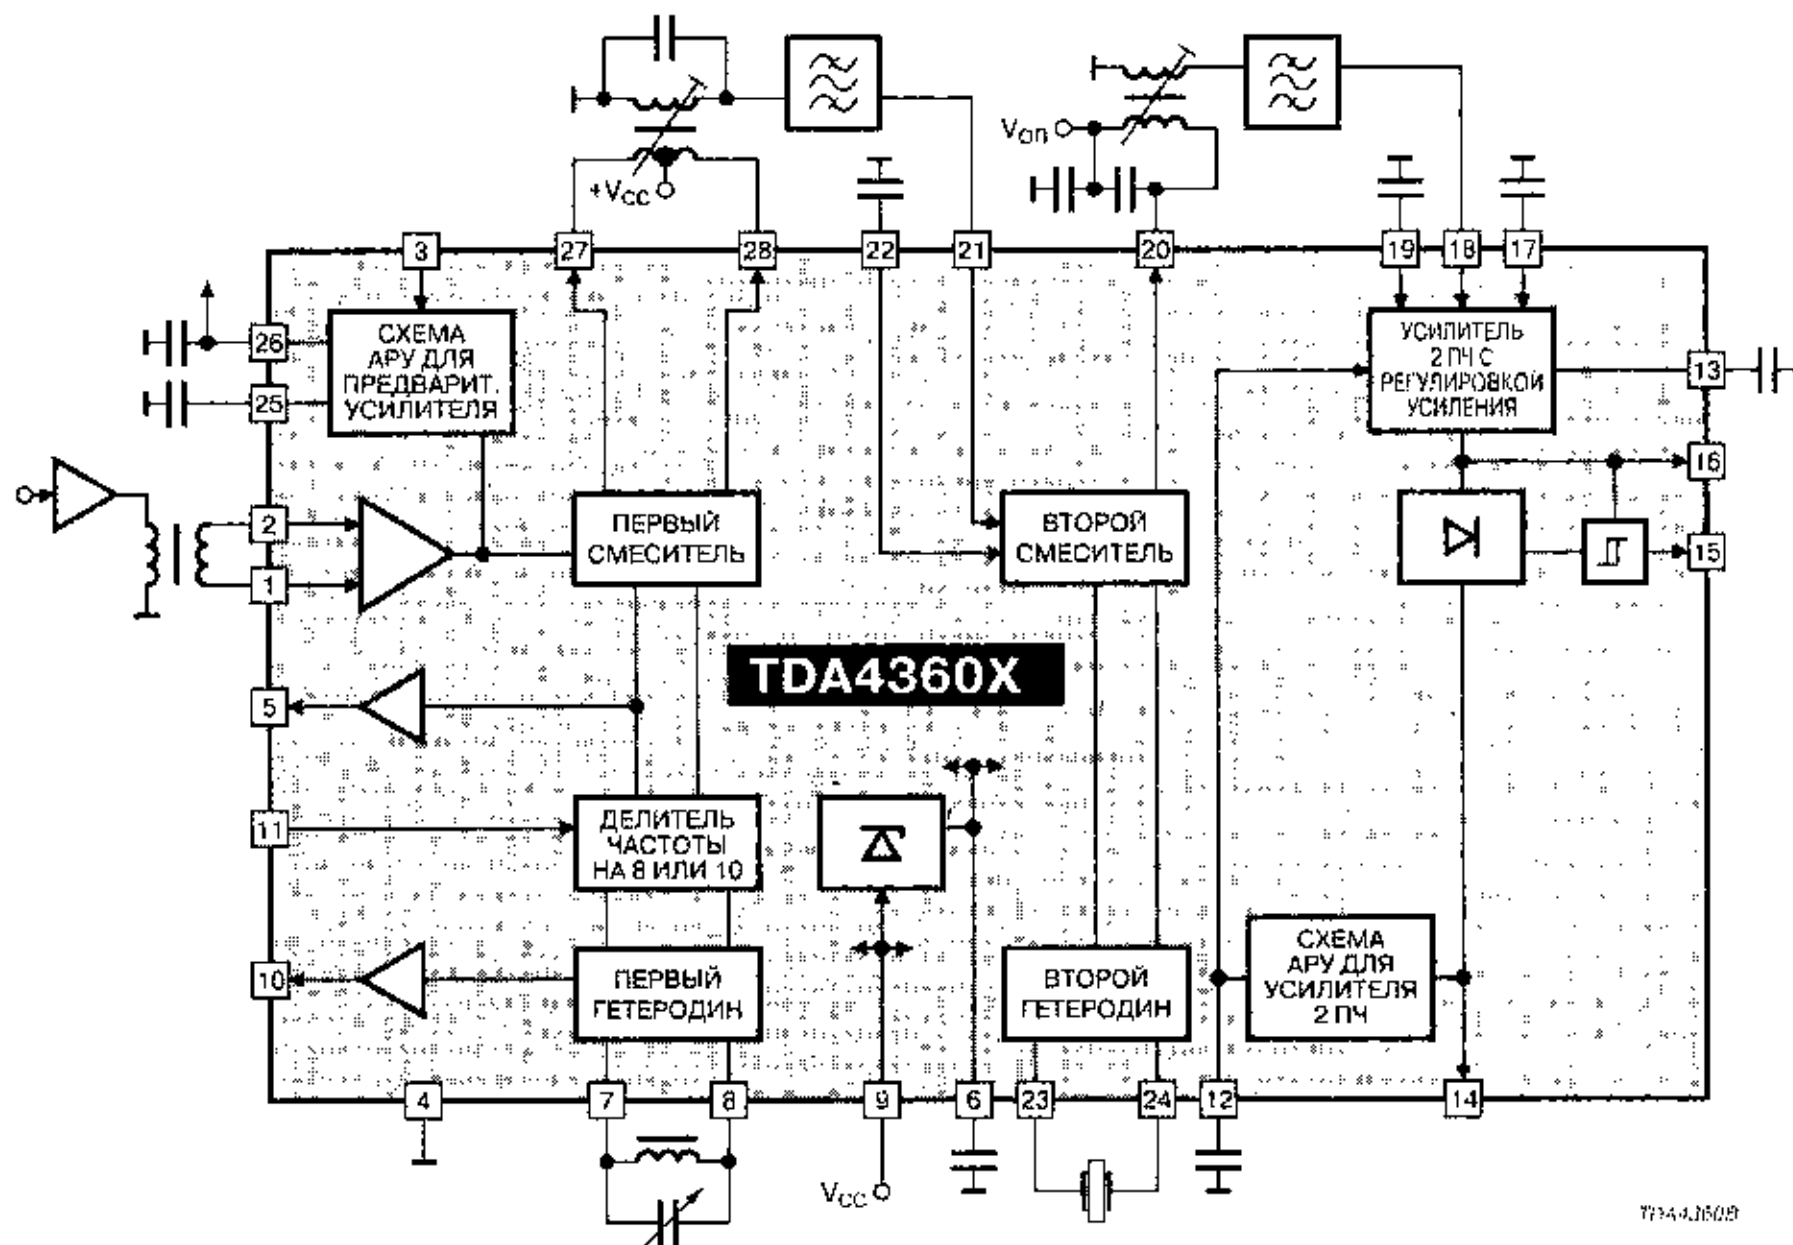 +Vcc
Vоп
3
27
28
22
21
20
19
18
17
26
СХЕМА
АРУ ДЛЯ
ПРЕДВАРИТ.
УСИЛИТЕЛЯ
УСИЛИТЕЛЬ
2 ПЧ С
РЕГУЛИРОВКОЙ
УСИЛЕНИЯ
13
25
16
2
ПЕРВЫЙ
СМЕСИТЕЛЬ
ВТОРОЙ
СМЕСИТЕЛЬ
15
1
TDA4360X
5
11
ДЕЛИТЕЛЬ
ЧАСТОТЫ
НА 8 ИЛИ 10
10
ПЕРВЫЙ
ГЕТЕРОДИН
ВТОРОЙ
ГЕТЕРОДИН
СХЕМА
АРУ ДЛЯ
УСИЛИТЕЛЯ
2 ПЧ
4
7
8
9
6
23
24
12
14
Vcc